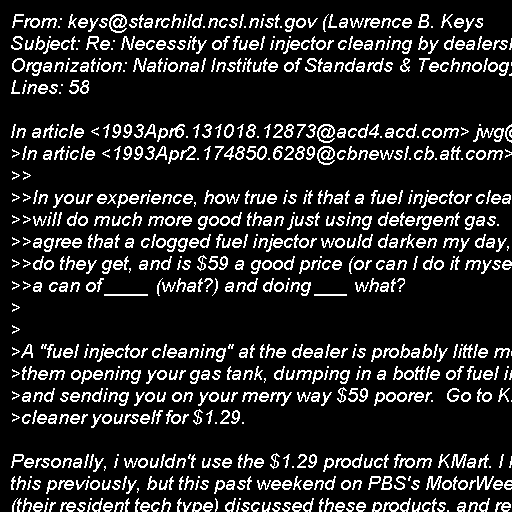 From: keys@starchild.ncsl.nist.gov (Lawrence B. Keys
Subject: Re: Necessity of fuel injector cleaning by dealers
Organization: National Institute of Standards & Technology
Lines: 58

In article <1993Apr6.131018.12873@acd4.acd.com> jwg@
>In article <1993Apr2.174850.6289@cbnewsl.cb.att.com>
>>
>>In your experience, how true is it that a fuel injector clea
>>will do much more good than just using detergent gas.
>>agree that a clogged fuel injector would darken my day,
>>do they get, and is $59 a good price (or can I do it myse
>>a can of ____ (what?) and doing ___ what?
>
>
>A "fuel injector cleaning" at the dealer is probably little m
>them opening your gas tank, dumping in a bottle of fuel in
>and sending you on your merry way $59 poorer.  Go to K
>cleaner yourself for $1.29.

Personally, i wouldn't use the $1.29 product from KMart. I
this previously, but this past weekend on PBS's MotorWee
(their resident tech type) discussed these products, and re